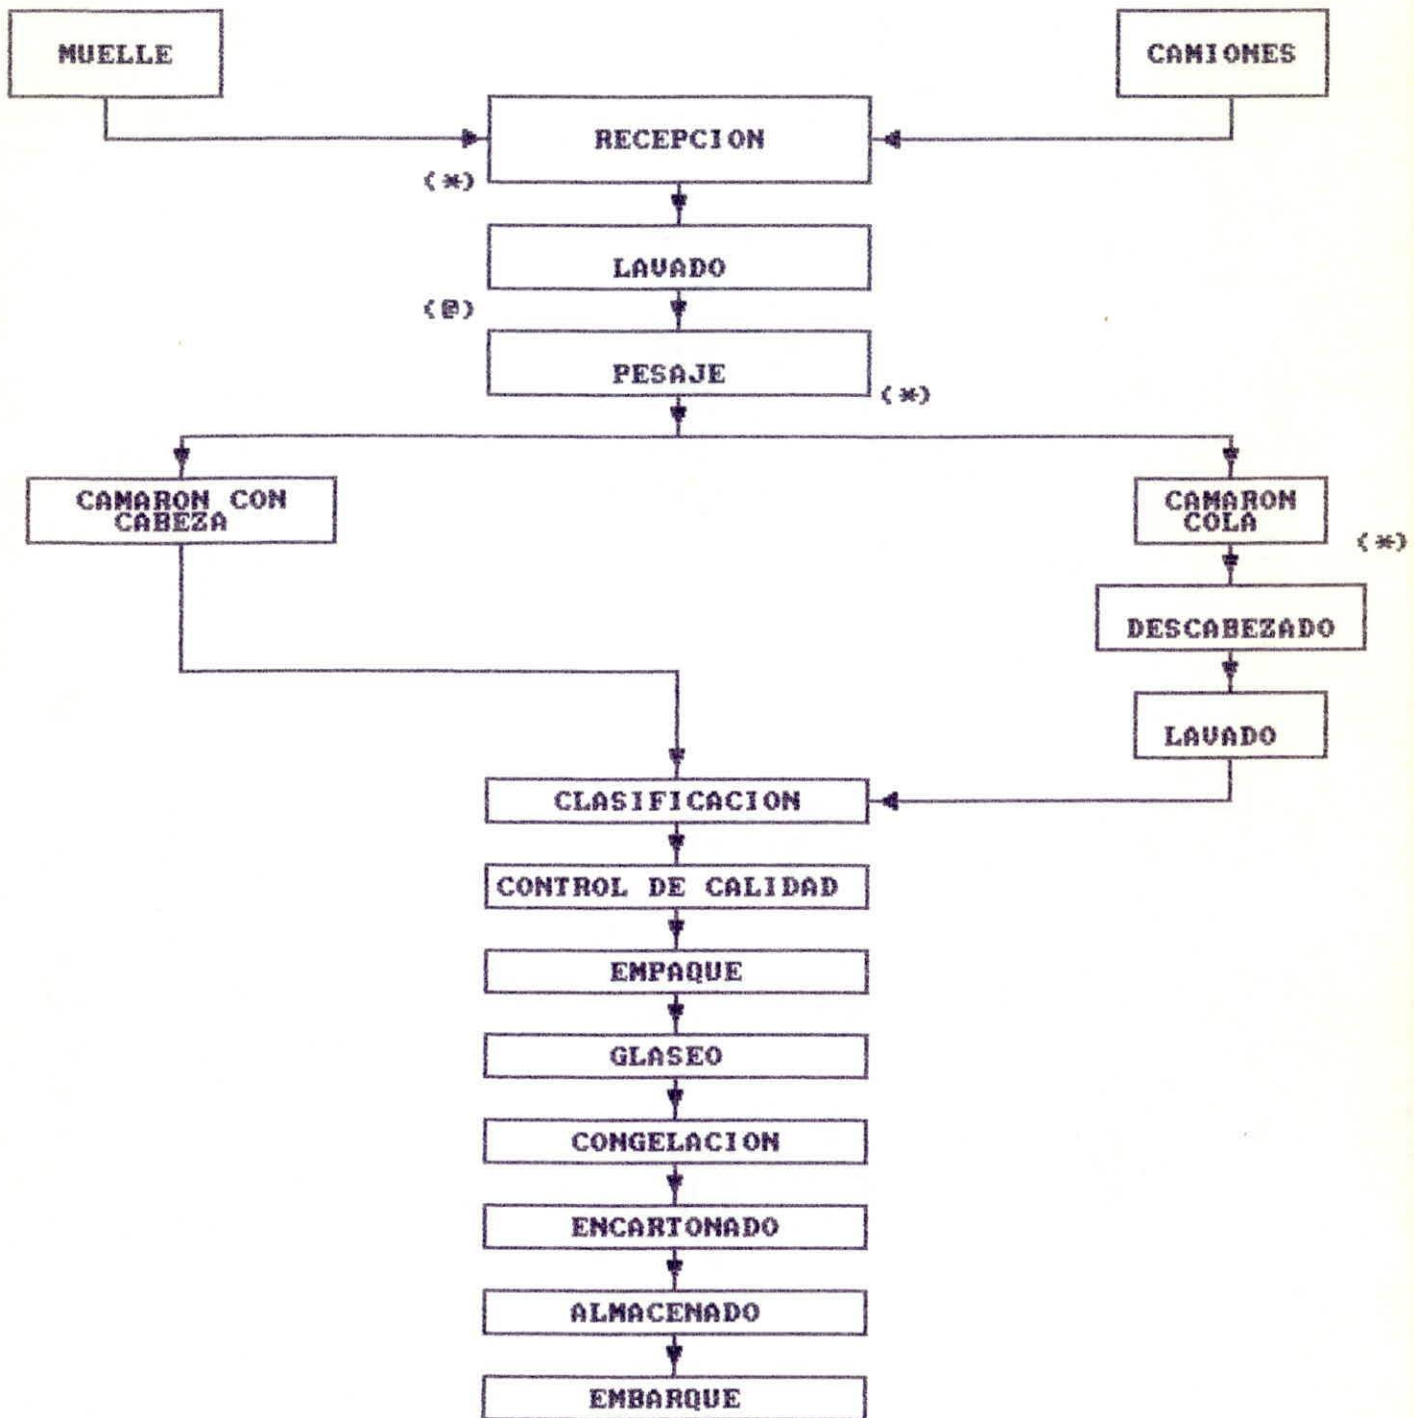 MUELLE
CAMIONES
RECEPCION
(*)
LAVADO
(@)
PESAJE
(*)
CAMARON CON
CABEZA
CAMARON
COLA
(*)
DESCABEZADO
LAVADO
CLASIFICACION
CONTROL DE CALIDAD
EMPAQUE
GLASEO
CONGELACION
ENCARTONADO
ALMACENADO
EMBARQUE